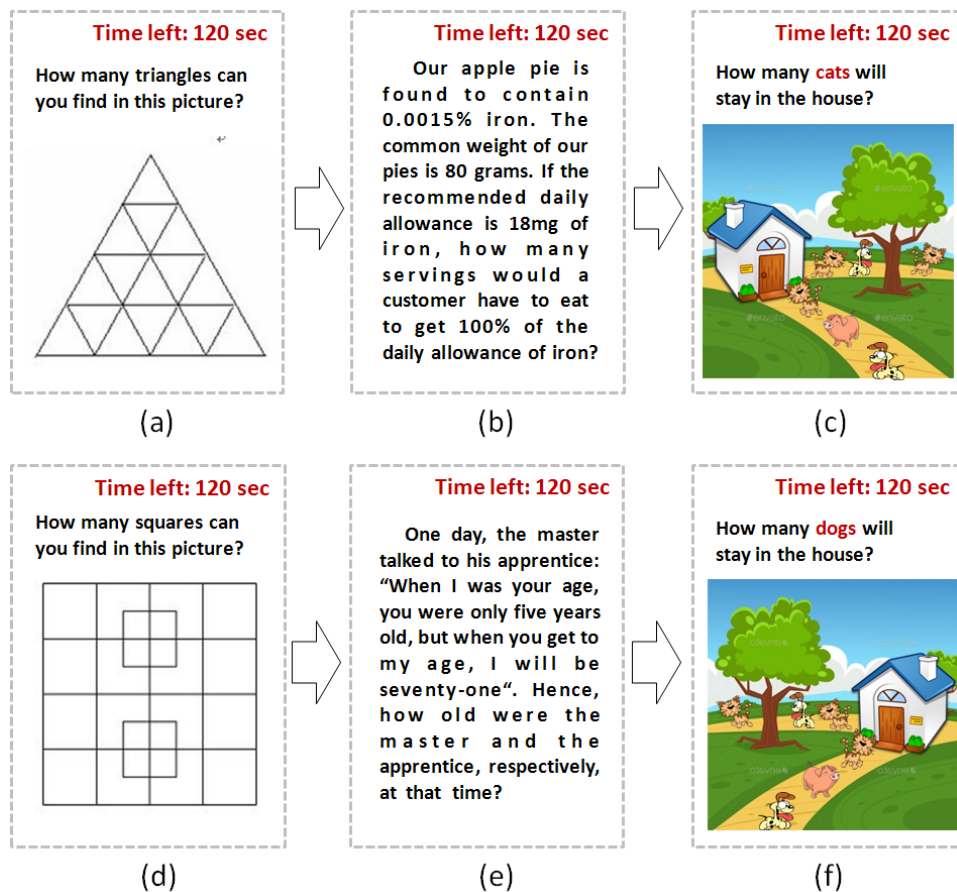 Time left: 120 sec
How many triangles can
you find in this picture?
(a)
Time left: 120 sec
Our apple pie is
found to contain
0.0015% iron. The
common weight of our
pies is 80 grams. If the
recommended daily
allowance is 18mg of
iron, how many
servings would a
customer have to eat
to get 100% of the
daily allowance of iron?
(b)
Time left: 120 sec
How many cats will
stay in the house?
(c)
Time left: 120 sec
How many squares can
you find in this picture?
(d)
Time left: 120 sec
One day, the master
talked to his apprentice:
“When I was your age,
you were only five years
old, but when you get to
my age, I will be
seventy-one“. Hence,
how old were the
master and the
apprentice, respectively,
at that time?
(e)
Time left: 120 sec
How many dogs will
stay in the house?
(f)